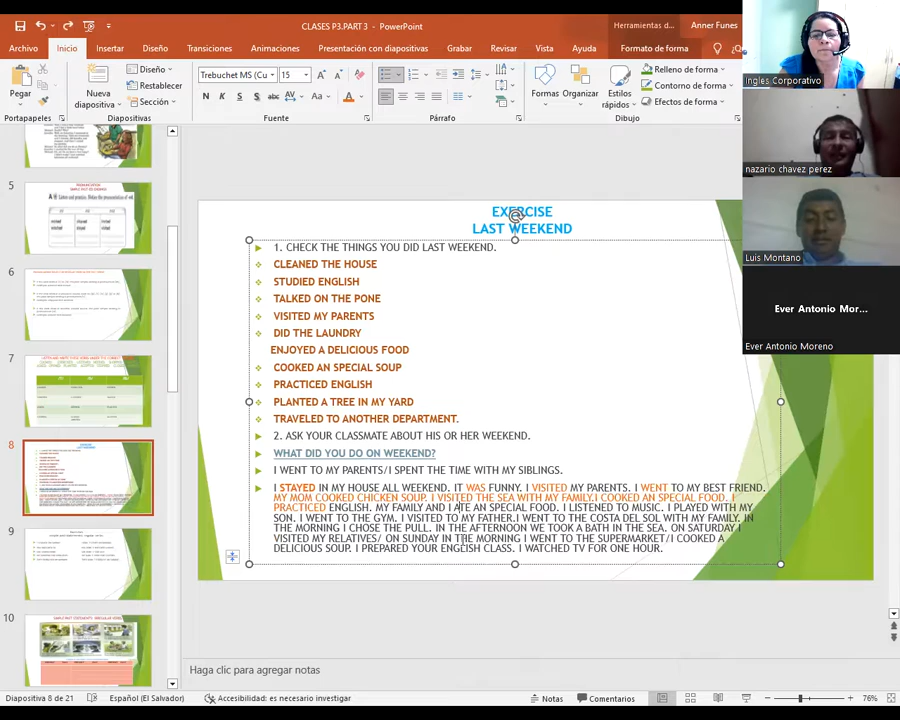 CLASES P3.PART 3 - PowerPoint
Herramientas d...
Anner Funes
Archivo
Inicio
Insertar
Diseño
Transiciones
Animaciones
Presentación con diapositivas
Grabar
Revisar
Vista
Ayuda
Formato de forma
Pegar
Nueva
diapositiva
Diseño
Restablecer
Sección
Trebuchet MS (Cu
15
N K S S abc AV Aa A
Formas
Organizar
Estilos
rápidos
Relleno de forma
Contorno de forma
Efectos de forma
Portapapeles
Diapositivas
Fuente
Párrafo
Dibujo
Ingles Corporativo
nazario chavez perez
Luis Montano
Ever Antonio Mor...
Ever Antonio Moreno
5
6
7
8
9
10
EXERCISE
LAST WEEKEND
1. CHECK THE THINGS YOU DID LAST WEEKEND.
CLEANED THE HOUSE
STUDIED ENGLISH
TALKED ON THE PONE
VISITED MY PARENTS
DID THE LAUNDRY
ENJOYED A DELICIOUS FOOD
COOKED AN SPECIAL SOUP
PRACTICED ENGLISH
PLANTED A TREE IN MY YARD
TRAVELED TO ANOTHER DEPARTMENT.
2. ASK YOUR CLASSMATE ABOUT HIS OR HER WEEKEND.
WHAT DID YOU DO ON WEEKEND?
I WENT TO MY PARENTS/I SPENT THE TIME WITH MY SIBLINGS.
I STAYED IN MY HOUSE ALL WEEKEND. IT WAS FUNNY. I VISITED MY PARENTS. I WENT TO MY BEST FRIEND.
MY MOM COOKED CHICKEN SOUP. I VISITED THE SEA WITH MY FAMILY.I COOKED AN SPECIAL FOOD. I
PRACTICED ENGLISH. MY FAMILY AND I ATE AN SPECIAL FOOD. I LISTENED TO MUSIC. I PLAYED WITH MY
SON. I WENT TO THE GYM. I VISITED TO MY FATHER.I WENT TO THE COSTA DEL SOL WITH MY FAMILY. IN
THE MORNING I CHOSE THE PULL. IN THE AFTERNOON WE TOOK A BATH IN THE SEA. ON SATURDAY I
VISITED MY RELATIVES/ ON SUNDAY IN THE MORNING I WENT TO THE SUPERMARKET/I COOKED A
DELICIOUS SOUP. I PREPARED YOUR ENGLISH CLASS. I WATCHED TV FOR ONE HOUR.
Haga clic para agregar notas
Diapositiva 8 de 21
Español (El Salvador)
Accesibilidad: es necesario investigar
Notas
Comentarios
76%